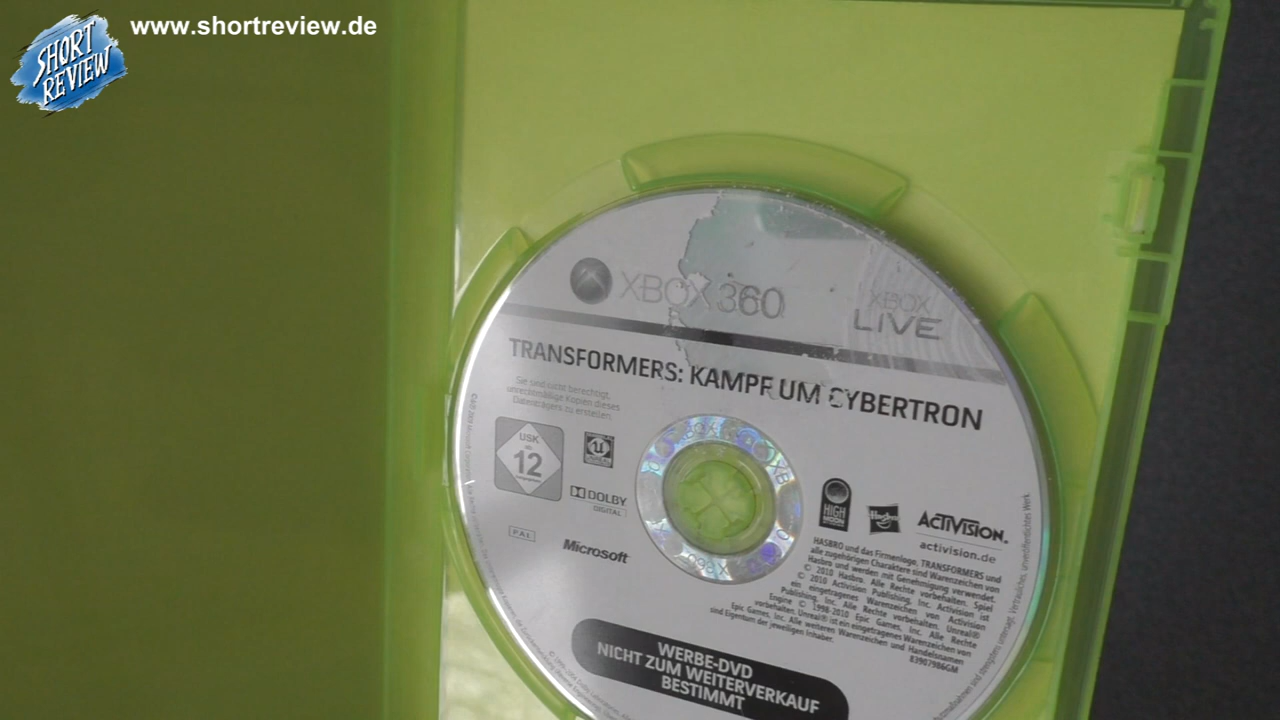 SHORT
REVIEW
www.shortreview.de
XBOX 360
XBOX
LIVE
TRANSFORMERS: KAMPF UM CYBERTRON
Sie sind nicht berechtigt,
unrechtmäßige Kopien dieses
Datenträgers zu erstellen.
USK
ab
12
DOLBY
DIGITAL
PAL
Microsoft
HIGH
MOON
Hasbro
ACTIVISION.
activision.de
HASBRO und das Firmenlogo, TRANSFORMERS und
alle zugehörigen Charaktere sind Warenzeichen von
Hasbro und werden mit Genehmigung verwendet.
© 2010 Hasbro. Alle Rechte vorbehalten. Spiel
© 2010 Activision Publishing, Inc. Activision ist
ein eingetragenes Warenzeichen von Activision
Publishing, Inc. Alle Rechte vorbehalten. Unreal®
Engine © 1998-2010 Epic Games, Inc. Alle Rechte
vorbehalten. Unreal® ist ein eingetragenes Warenzeichen von
Epic Games, Inc. Alle weiteren Warenzeichen und Handelsnamen
sind Eigentum der jeweiligen Inhaber.
83907986GM
WERBE-DVD
NICHT ZUM WEITERVERKAUF
BESTIMMT